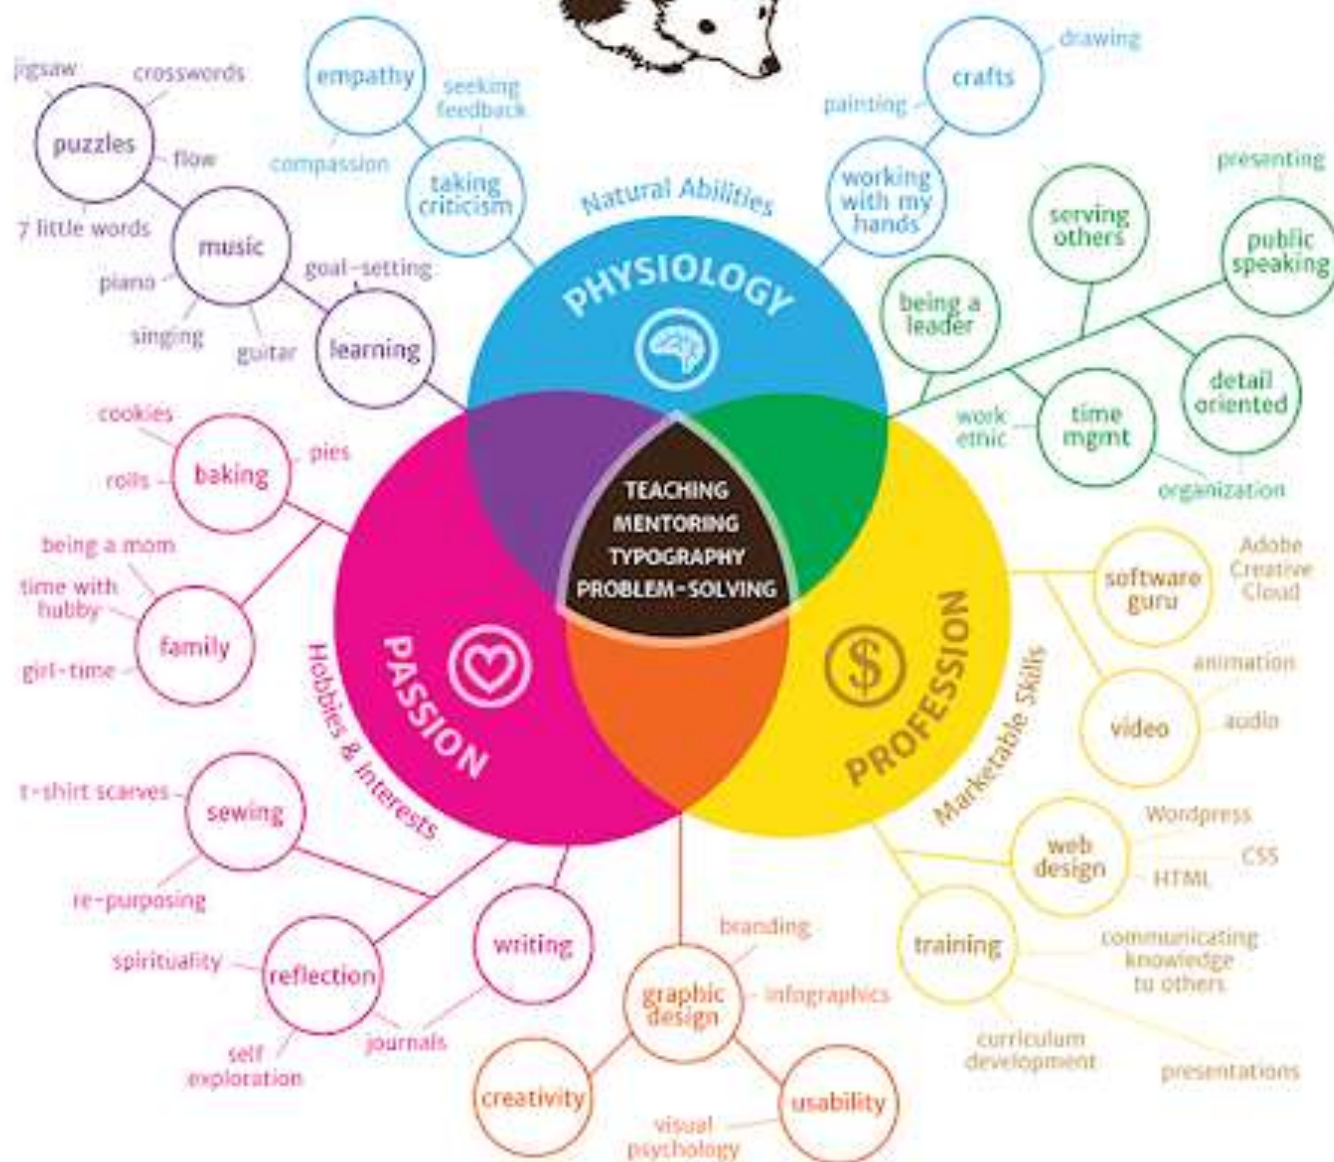 jigsaw
crosswords
puzzles
flow
7 little words
music
piano
singing
guitar
goal-setting
learning
empathy
compassion
seeking
feedback
taking
criticism
Natural Abilities
PHYSIOLOGY
drawing
crafts
painting
working
with my
hands
being a
leader
serving
others
presenting
public
speaking
detail
oriented
time
mgmt
work
ethic
organization
TEACHING
MENTORING
TYPOGRAPHY
PROBLEM-SOLVING
cookies
pies
rolls
baking
being a mom
time with
hubby
girl-time
family
PASSION
Hobbies & Interests
t-shirt scarves
sewing
re-purposing
spirituality
reflection
self
exploration
journals
writing
PROFESSION
Marketable Skills
software
guru
Adobe
Creative
Cloud
video
animation
audio
web
design
Wordpress
CSS
HTML
training
communicating
knowledge
to others
curriculum
development
presentations
branding
graphic
design
infographics
creativity
usability
visual
psychology